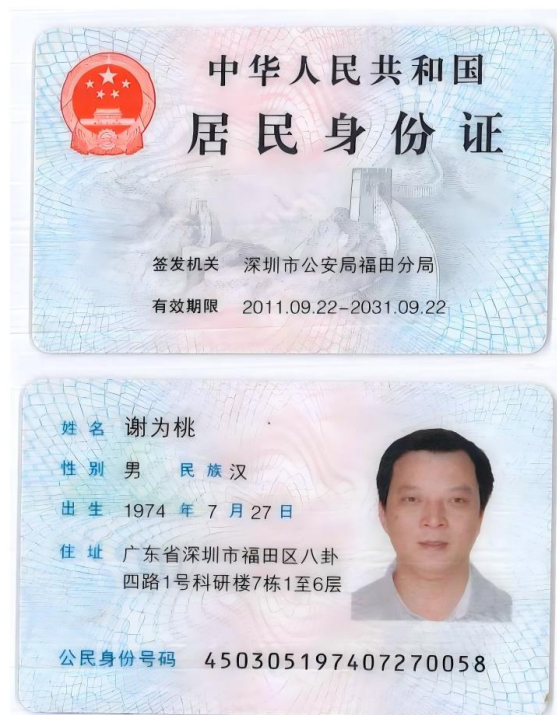 中华人民共和国
居民身份证
签发机关 深圳市公安局福田分局
有效期限 2011.09.22-2031.09.22
姓名 谢为桃
性别 男 民族 汉
出生 1974 年 7 月 27 日
住址 广东省深圳市福田区八卦
四路1号科研楼7栋1至6层
公民身份号码 450305197407270058